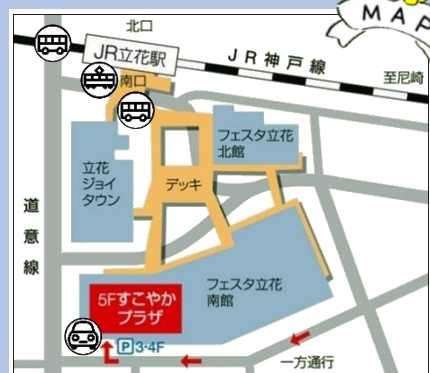 MAP
北口
JR立花駅
JR神戸線
南口
至尼崎
フェスタ立花
北館
立花
ジョイ
タウン
デッキ
道意線
フェスタ立花
南館
5Fすこやか
プラザ
P3・4F
一方通行